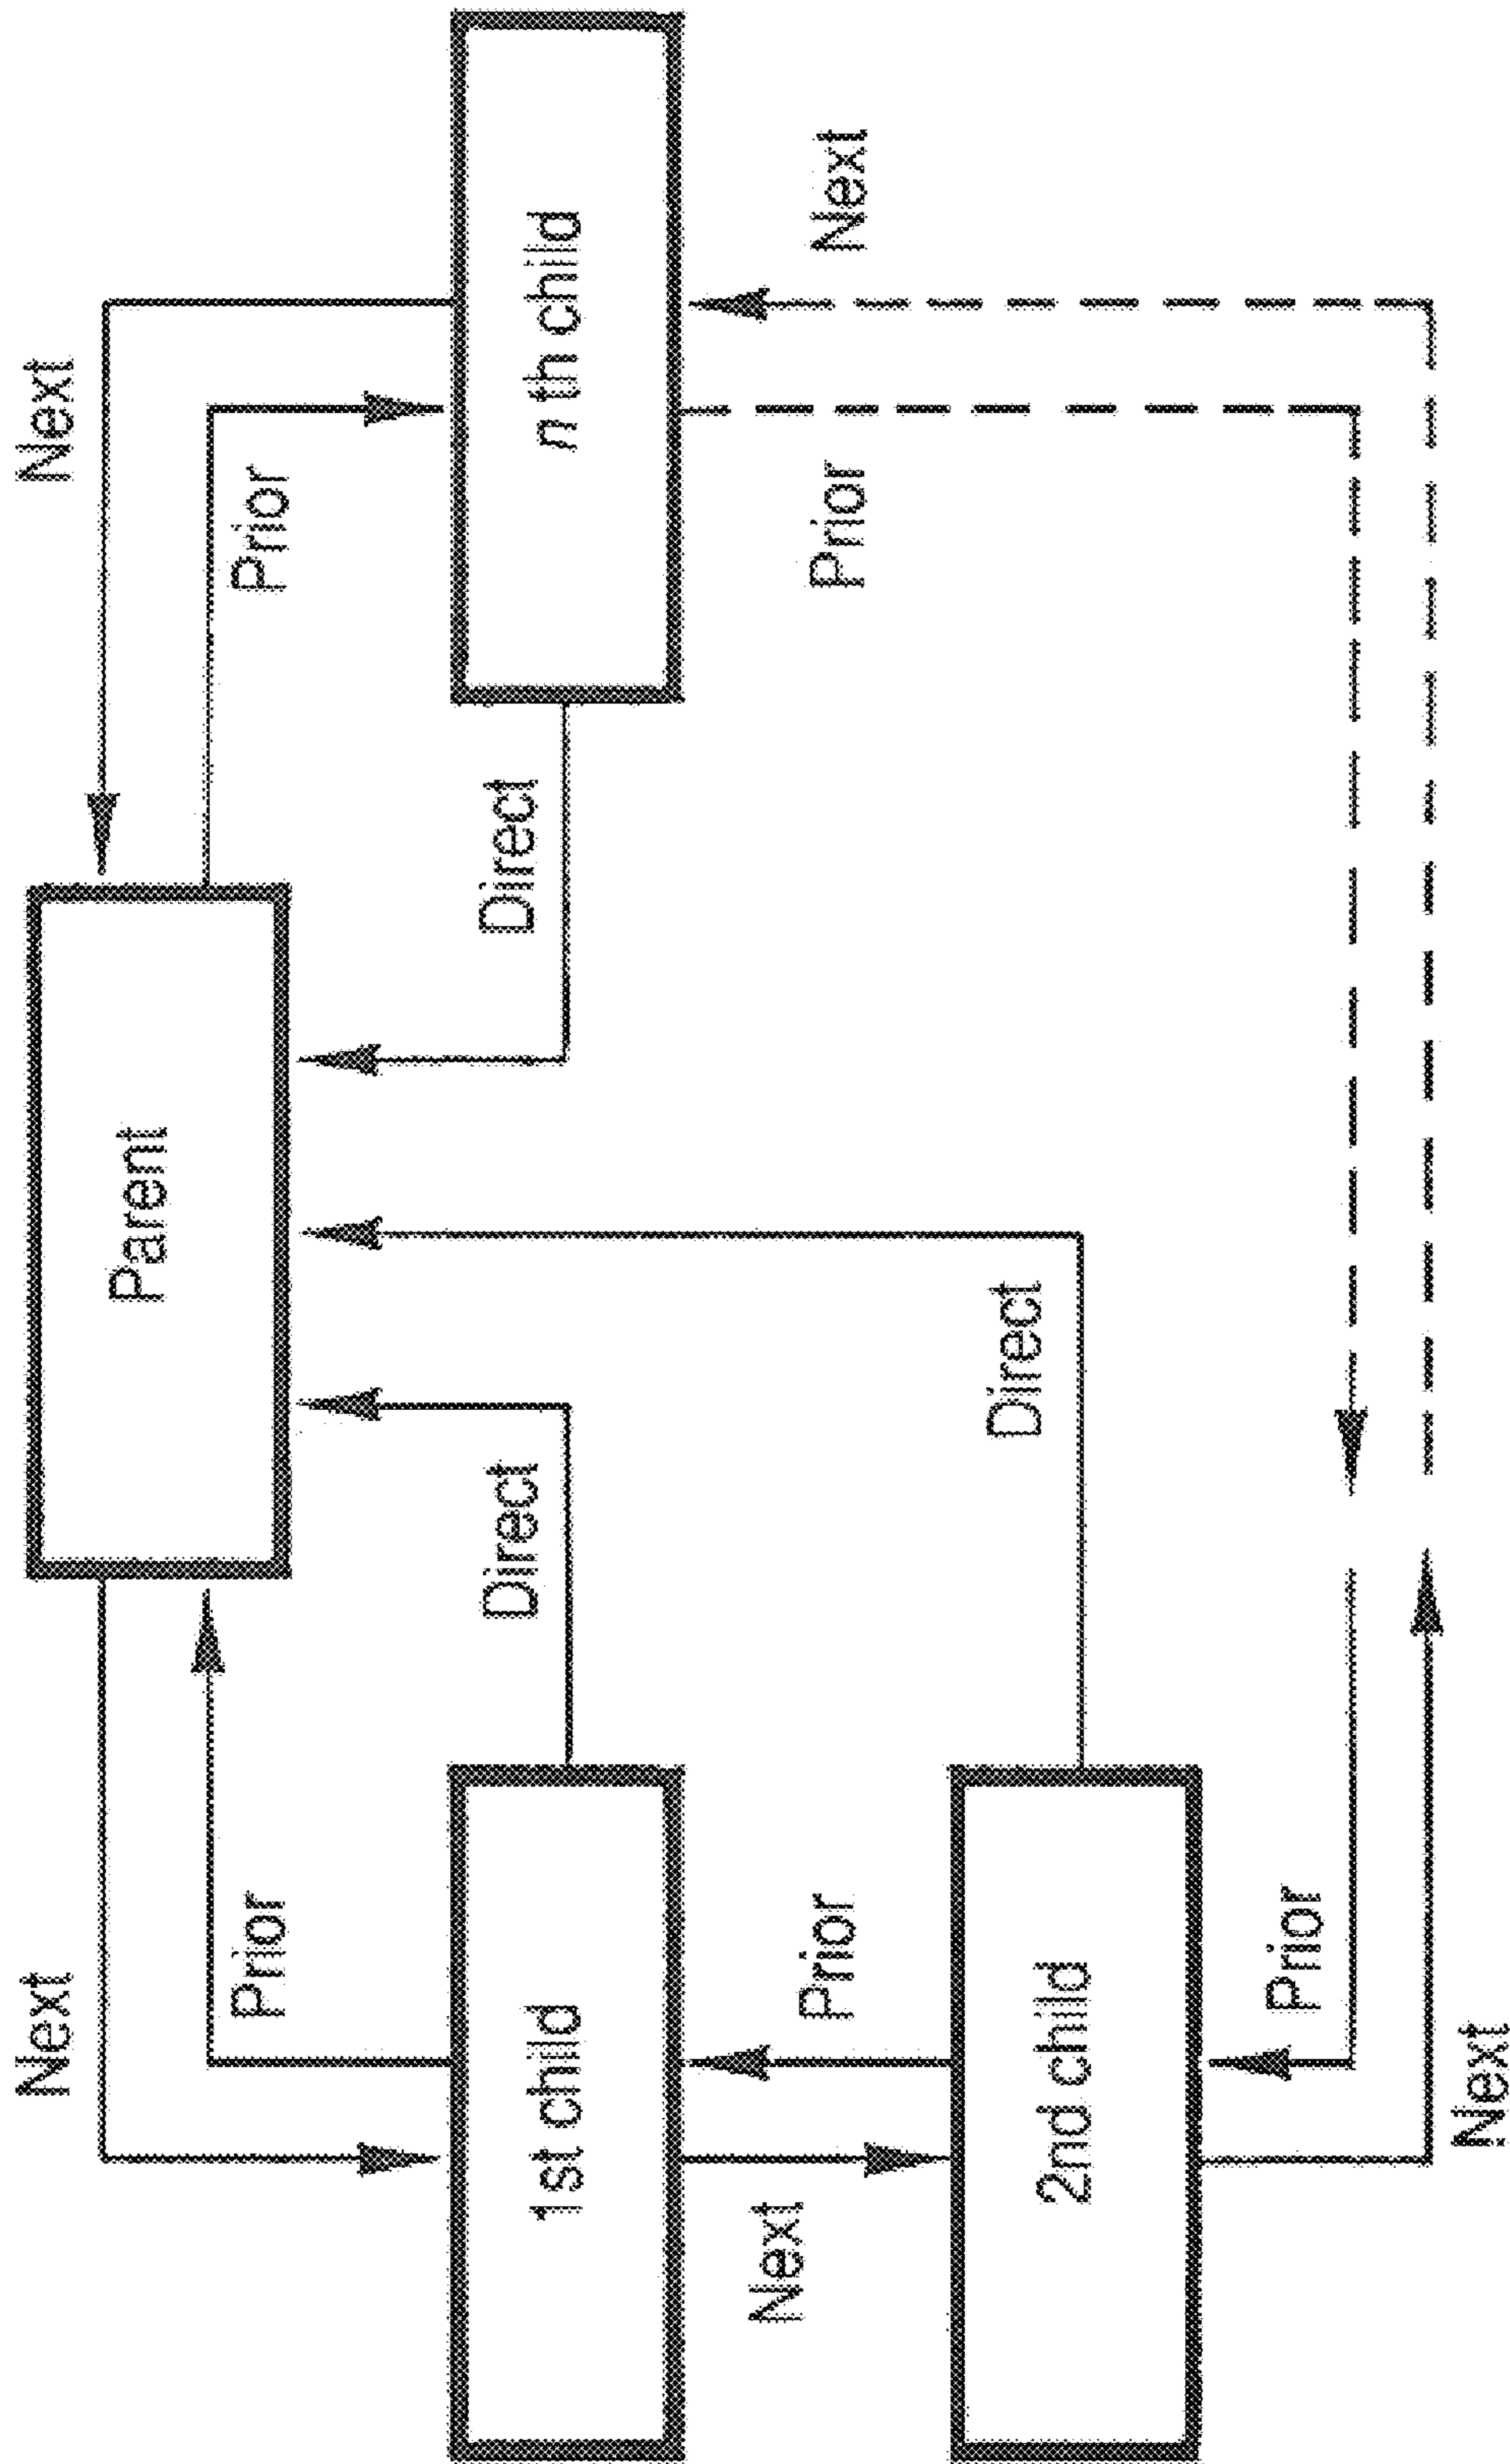 Next
Next
Parent
Prior
Prior
Direct
Direct
1st child
n th child
Next
Prior
Prior
Next
Direct
2nd child
Prior
Next